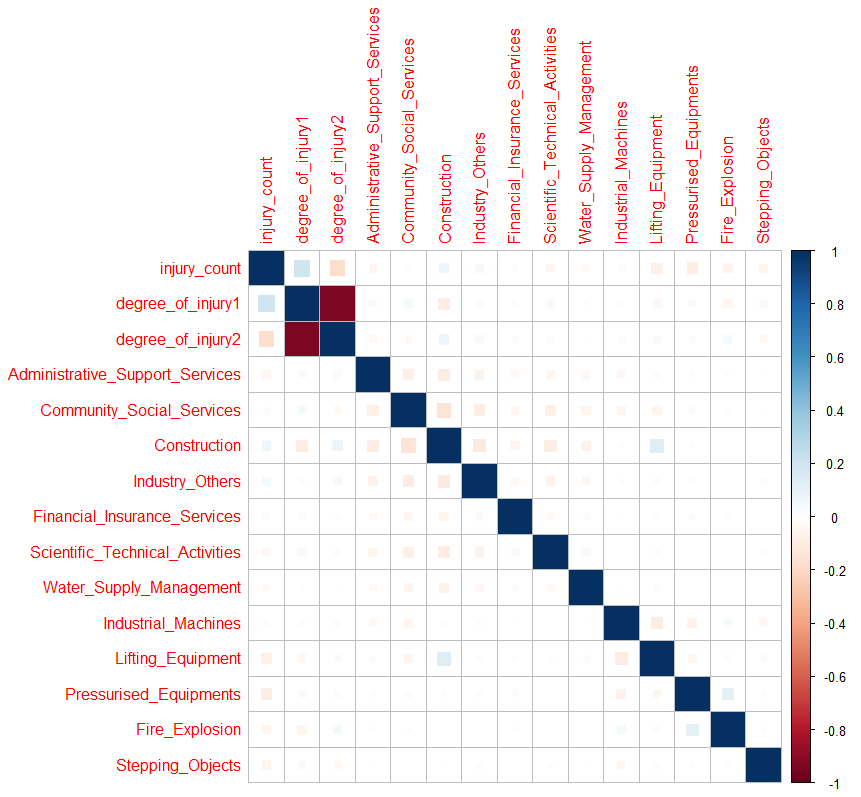 injury_count
degree_of_injury1
degree_of_injury2
Administrative_Support_Services
Community_Social_Services
Construction
Industry_Others
Financial_Insurance_Services
Scientific_Technical_Activities
Water_Supply_Management
Industrial_Machines
Lifting_Equipment
Pressurised_Equipments
Fire_Explosion
Stepping_Objects
injury_count
degree_of_injury1
degree_of_injury2
Administrative_Support_Services
Community_Social_Services
Construction
Industry_Others
Financial_Insurance_Services
Scientific_Technical_Activities
Water_Supply_Management
Industrial_Machines
Lifting_Equipment
Pressurised_Equipments
Fire_Explosion
Stepping_Objects
1
0.8
0.6
0.4
0.2
0
-0.2
-0.4
-0.6
-0.8
-1